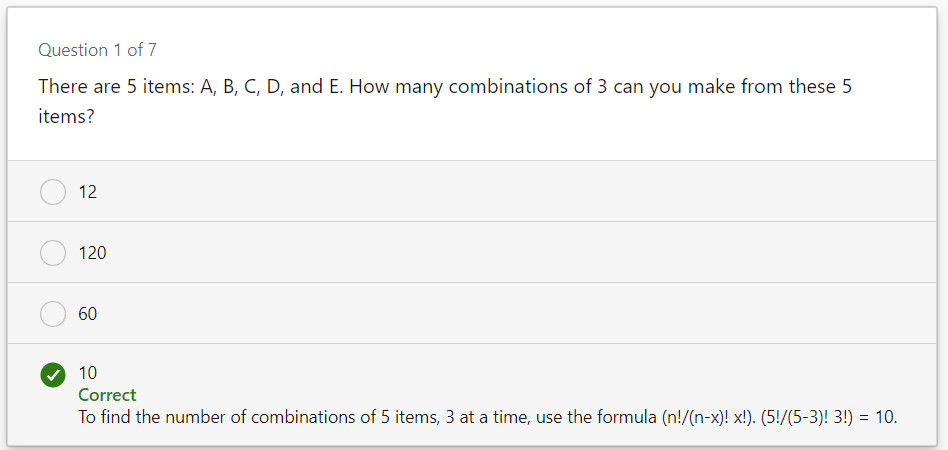 Question 1 of 7
There are 5 items: A, B, C, D, and E. How many combinations of 3 can you make from these 5
items?
12
120
60
10
Correct
To find the number of combinations of 5 items, 3 at a time, use the formula (n!/(n-x)! x!). (5!/(5-3)! 3!) = 10.